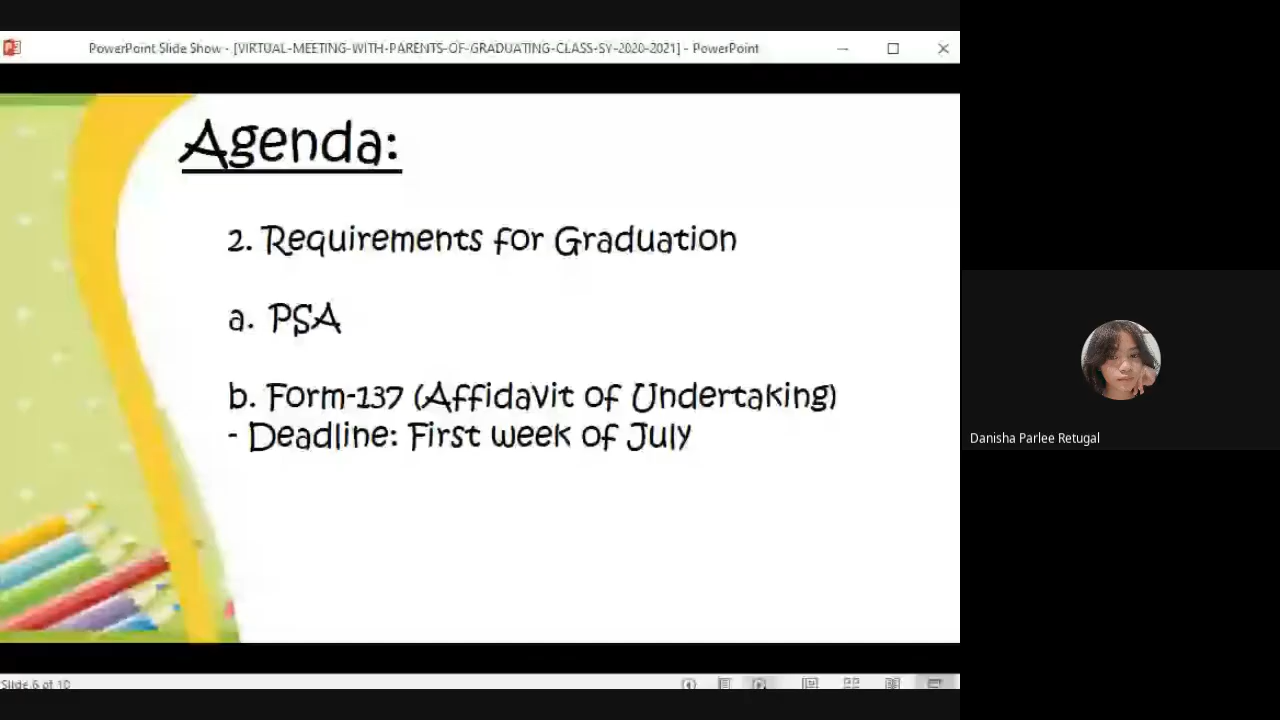 PowerPoint Slide Show - [VIRTUAL-MEETING-WITH-PARENTS-OF-GRADUATING-CLASS-SY-2020-2021] - PowerPoint
Agenda:
2. Requirements for Graduation
a. PSA
b. Form-137 (Affidavit of Undertaking)
- Deadline: First week of July
Danisha Parlee Retugal
Slide 6 of 10